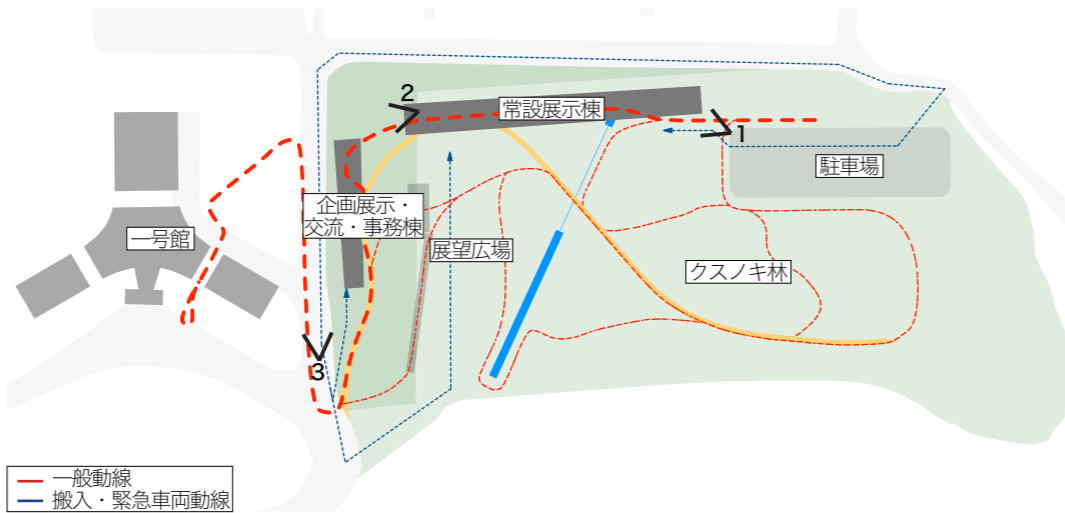 2
常設展示棟
1
駐車場
企画展示・
交流・事務棟
一号館
展望広場
クスノキ林
3
一般動線
搬入・緊急車両動線